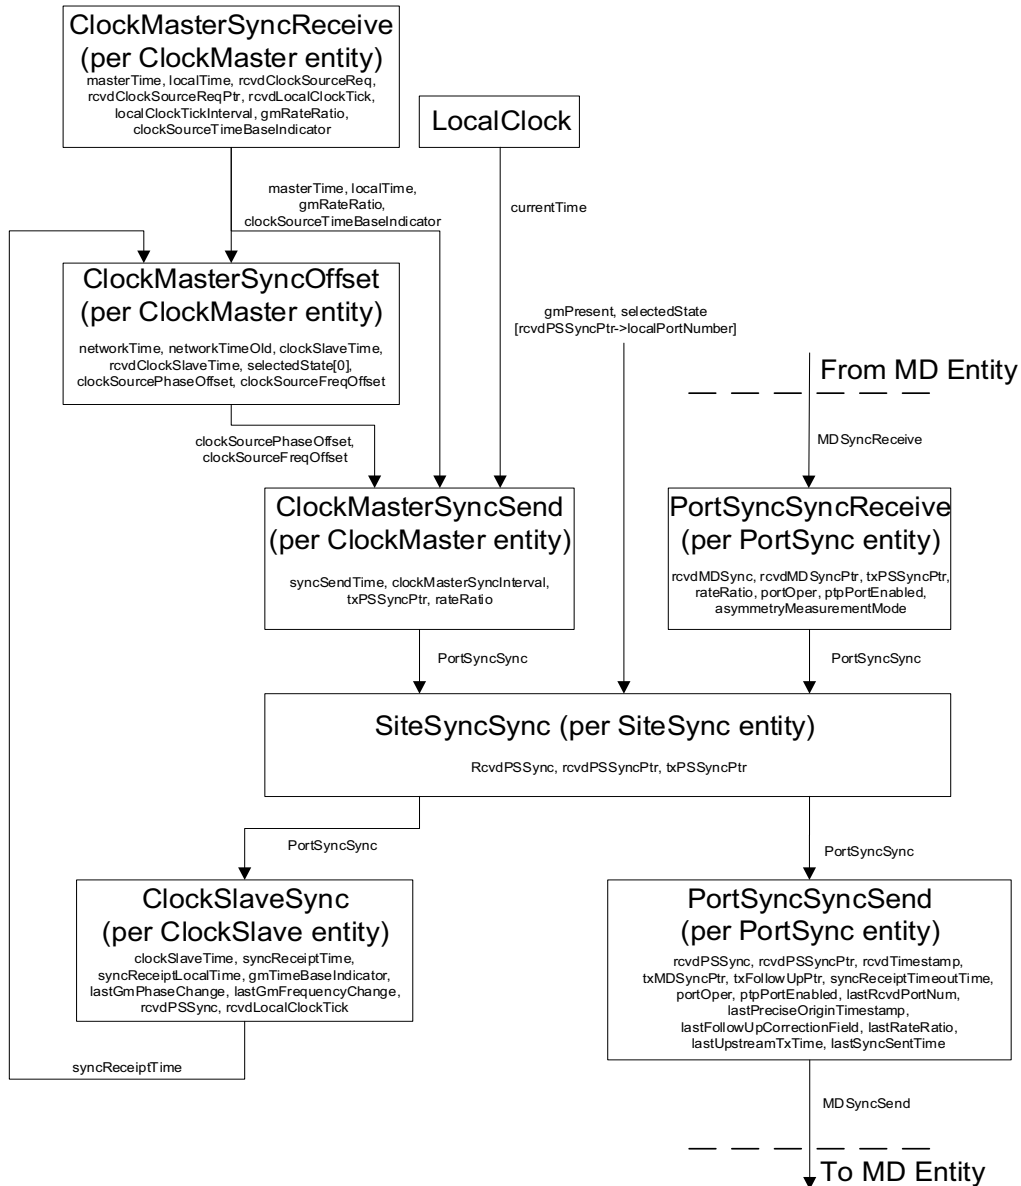 ClockMasterSyncReceive
(per ClockMaster entity)
masterTime, localTime, rcvdClockSourceReq,
rcvdClockSourceReqPtr, rcvdLocalClockTick,
localClockTickInterval, gmRateRatio,
clockSourceTimeBaseIndicator
LocalClock
masterTime, localTime,
gmRateRatio,
clockSourceTimeBaseIndicator
currentTime
ClockMasterSyncOffset
(per ClockMaster entity)
networkTime, networkTimeOld, clockSlaveTime,
rcvdClockSlaveTime, selectedState[0],
clockSourcePhaseOffset, clockSourceFreqOffset
gmPresent, selectedState
[rcvdPSSyncPtr->localPortNumber]
From MD Entity
clockSourcePhaseOffset,
clockSourceFreqOffset
MDSyncReceive
ClockMasterSyncSend
(per ClockMaster entity)
syncSendTime, clockMasterSyncInterval,
txPSSyncPtr, rateRatio
PortSyncSyncReceive
(per PortSync entity)
rcvdMDSync, rcvdMDSyncPtr, txPSSyncPtr,
rateRatio, portOper, ptpPortEnabled,
asymmetryMeasurementMode
PortSyncSync
PortSyncSync
SiteSyncSync (per SiteSync entity)
RcvdPSSync, rcvdPSSyncPtr, txPSSyncPtr
PortSyncSync
PortSyncSync
ClockSlaveSync
(per ClockSlave entity)
clockSlaveTime, syncReceiptTime,
syncReceiptLocalTime, gmTimeBaseIndicator,
lastGmPhaseChange, lastGmFrequencyChange,
rcvdPSSync, rcvdLocalClockTick
PortSyncSyncSend
(per PortSync entity)
rcvdPSSync, rcvdPSSyncPtr, rcvdTimestamp,
txMDSyncPtr, txFollowUpPtr, syncReceiptTimeoutTime,
portOper, ptpPortEnabled, lastRcvdPortNum,
lastPreciseOriginTimestamp,
lastFollowUpCorrectionField, lastRateRatio,
lastUpstreamTxTime, lastSyncSentTime
syncReceiptTime
MDSyncSend
To MD Entity